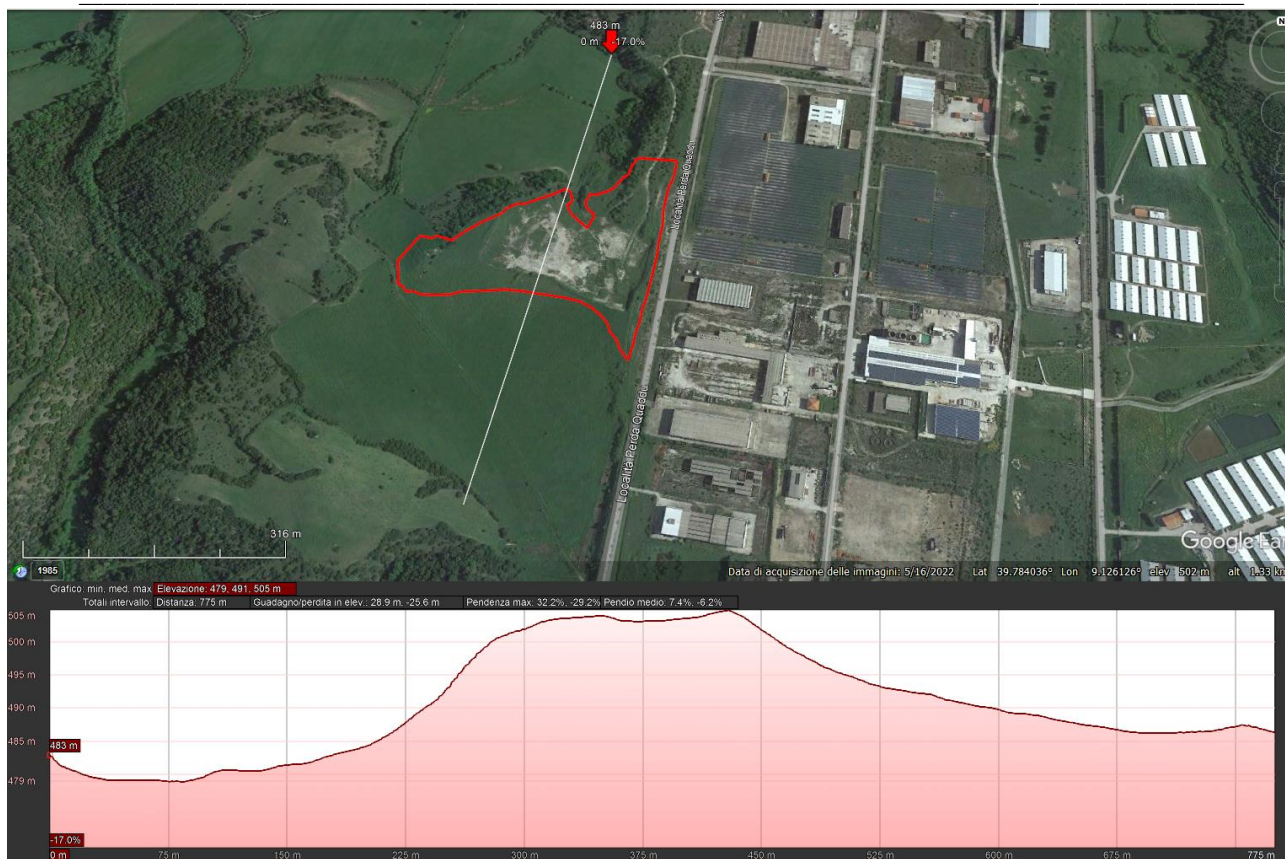 483 m
0 m -17.0%
N
Località Perda Quaddu
Località Perda Quaddu
316 m
Google Ear
1985
Data di acquisizione delle immagini: 5/16/2022 Lat 39.784036° Lon 9.126126° elev 502 m alt 1.33 km
Grafico: min. med. max Elevazione: 479, 491, 505 m
Totali intervallo: Distanza: 775 m Guadagno/perdita in elev.: 28.9 m, -25.6 m Pendenza max: 32.2%, -29.2% Pendio medio: 7.4%, -6.2%
505 m
500 m
495 m
490 m
485 m
483 m
479 m
-17.0%
0 m 75 m 150 m 225 m 300 m 375 m 450 m 525 m 600 m 675 m 775 m